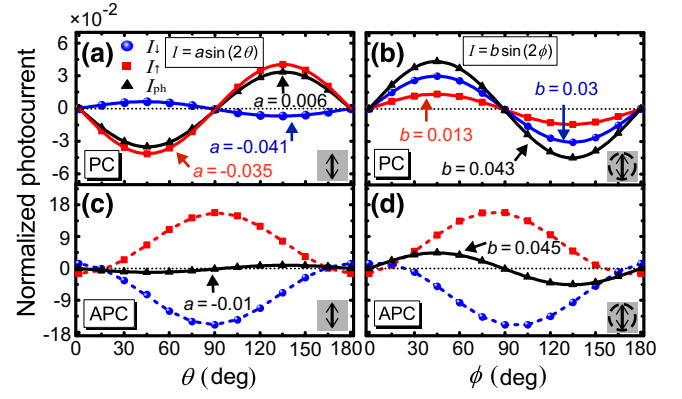 ×10⁻²
Normalized photocurrent
6
3
0
-3
-6
(a)
I = a sin (2θ)
I↓
I↑
Iph
a = 0.006
a = -0.041
a = -0.035
PC
(b)
I = b sin (2ϕ)
b = 0.03
b = 0.013
b = 0.043
PC
18
9
0
-9
-18
(c)
a = -0.01
APC
(d)
b = 0.045
APC
0 30 60 90 120 150 180
0 30 60 90 120 150 180
θ (deg)
ϕ (deg)